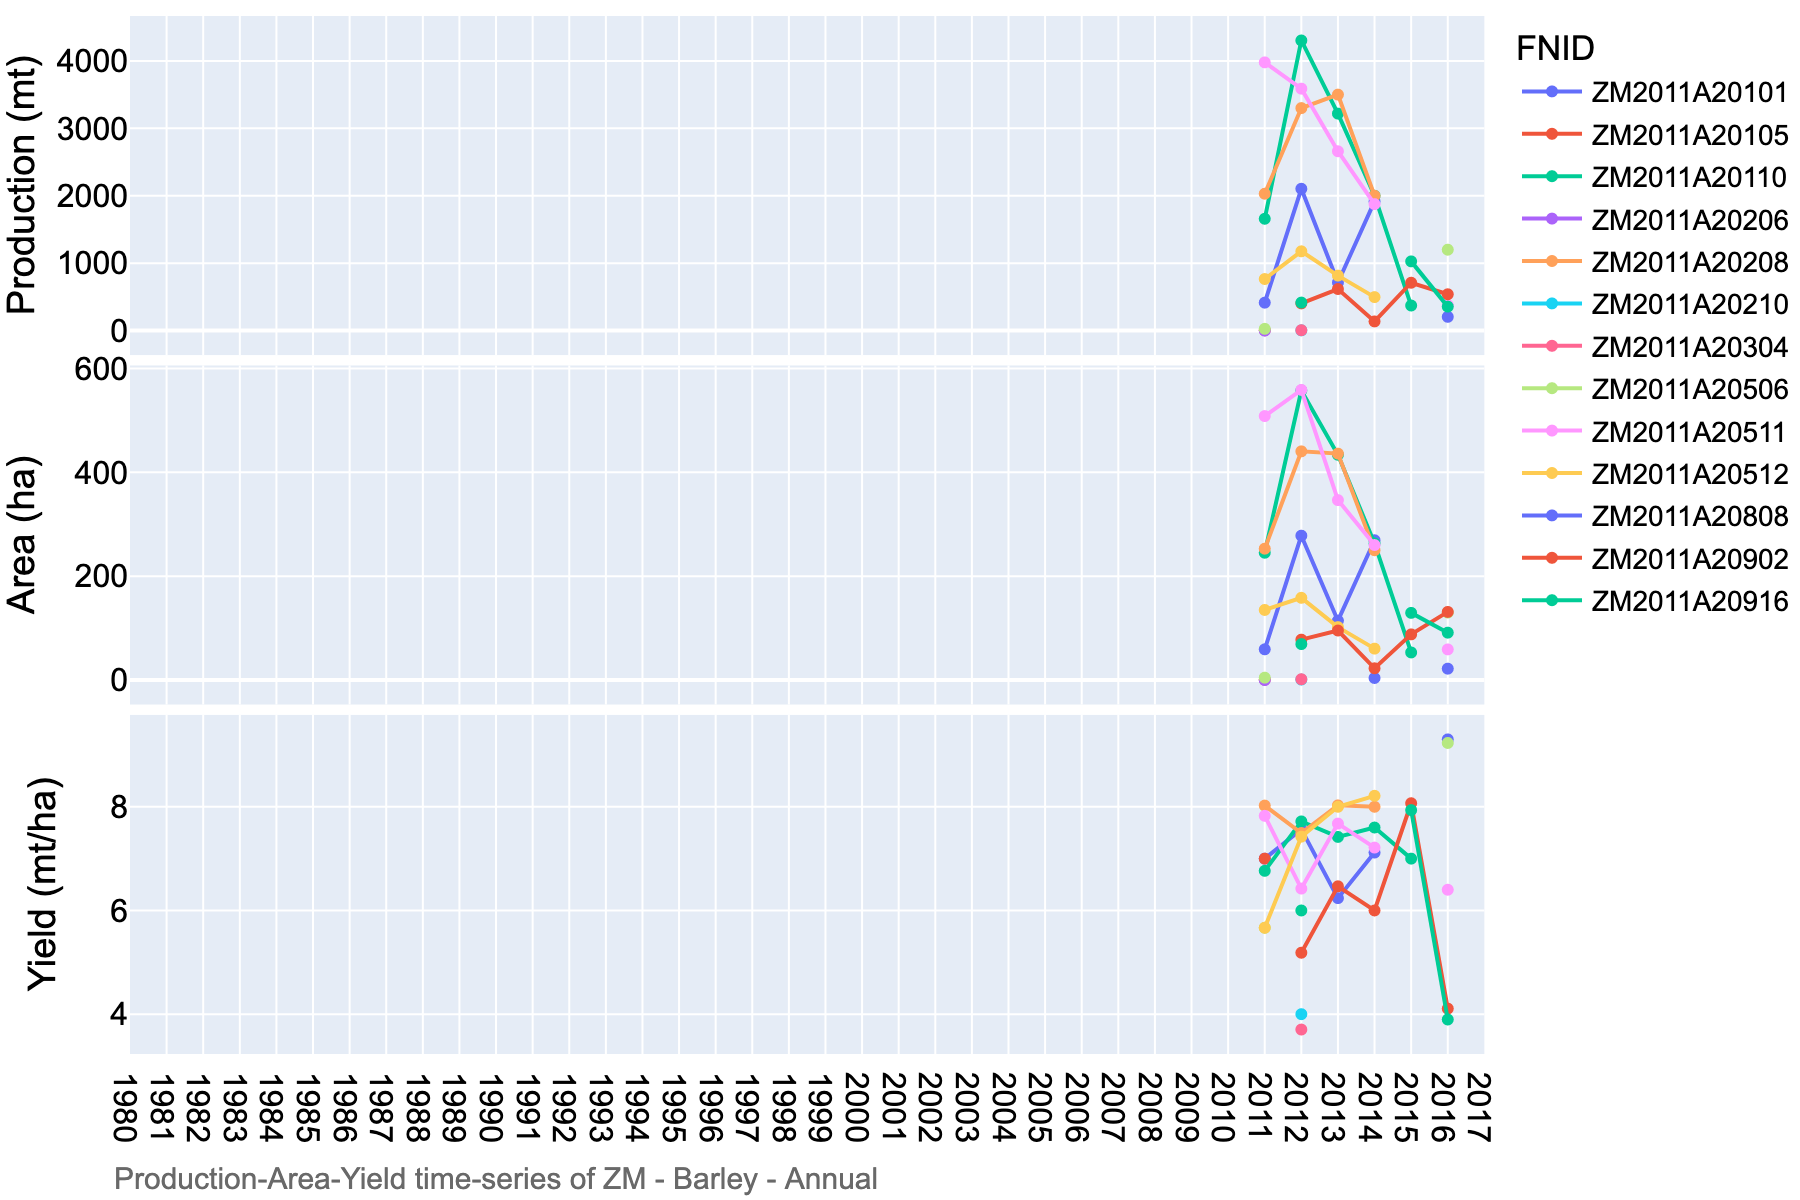 Production (mt)
4000
3000
2000
1000
0
Area (ha)
600
400
200
0
Yield (mt/ha)
8
6
4
1980
1981
1982
1983
1984
1985
1986
1987
1988
1989
1990
1991
1992
1993
1994
1995
1996
1997
1998
1999
2000
2001
2002
2003
2004
2005
2006
2007
2008
2009
2010
2011
2012
2013
2014
2015
2016
2017
Production-Area-Yield time-series of ZM - Barley - Annual
FNID
ZM2011A20101
ZM2011A20105
ZM2011A20110
ZM2011A20206
ZM2011A20208
ZM2011A20210
ZM2011A20304
ZM2011A20506
ZM2011A20511
ZM2011A20512
ZM2011A20808
ZM2011A20902
ZM2011A20916